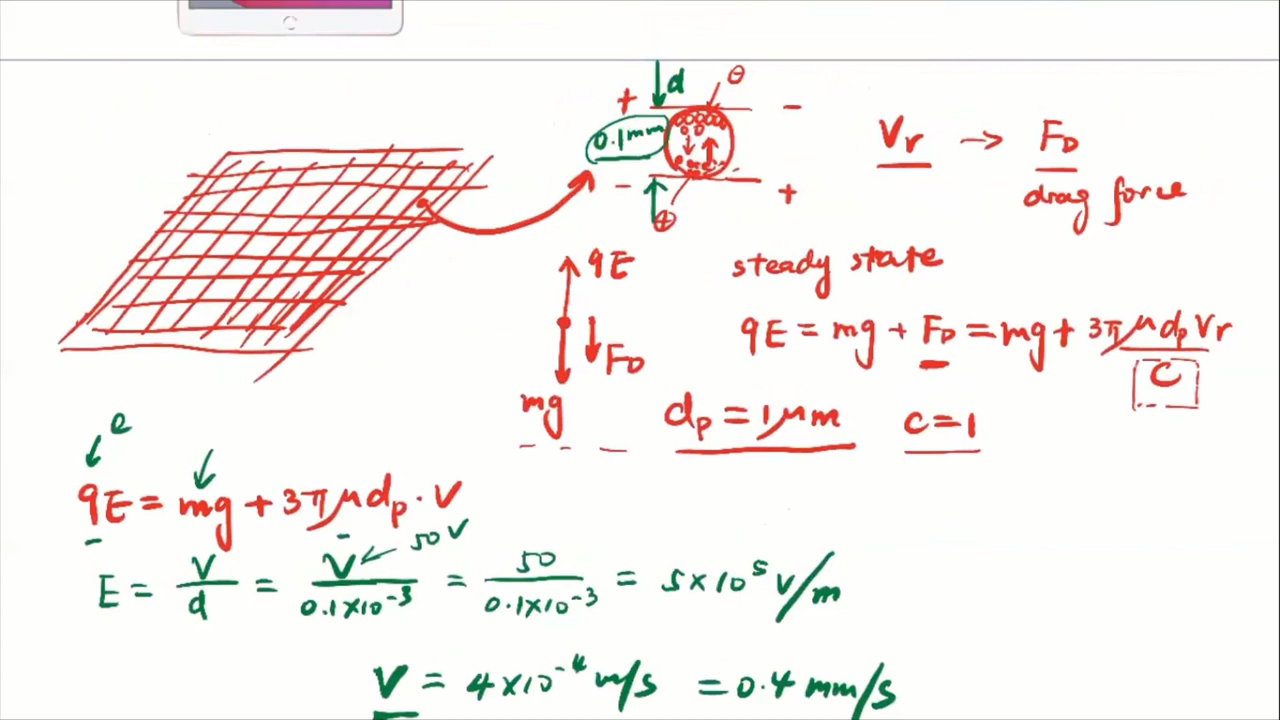 d
θ
+
−
0.1mm
−
+
⊕
Vr → FD
drag force
qE
FD
mg
steady state
qE = mg + FD = mg + 3πμdpVr / C
dp = 1μm   c=1
e
qE = mg + 3πμdp · V
E = V/d = V/0.1×10⁻³ = 50/0.1×10⁻³ = 5×10⁵ V/m
50 V
V = 4×10⁻⁴ m/s = 0.4 mm/s